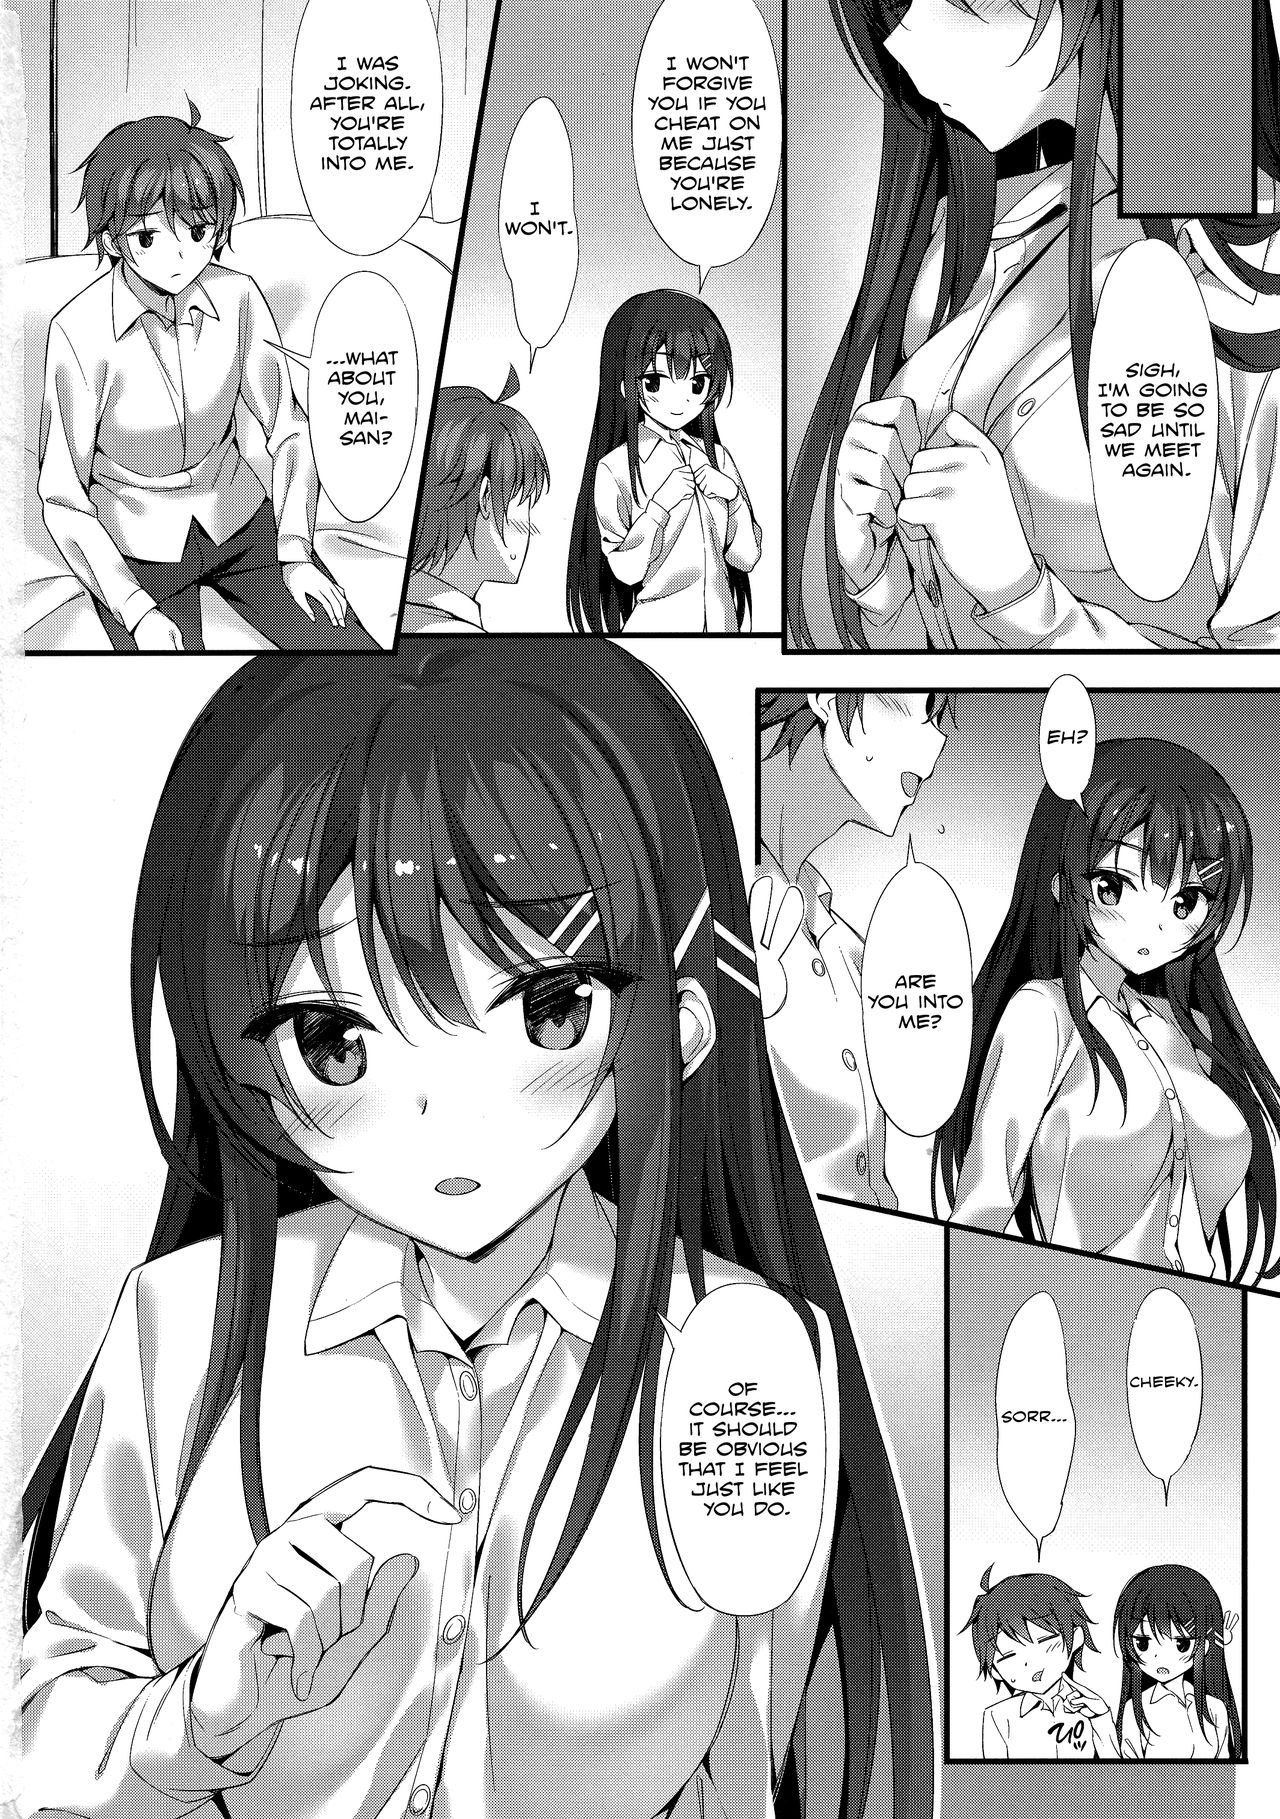 SIGH,
I'M GOING
TO BE SO
SAD UNTIL
WE MEET
AGAIN.
I WON'T
FORGIVE
YOU IF YOU
CHEAT ON
ME JUST
BECAUSE
YOU'RE
LONELY.
I
WON'T.
I WAS
JOKING.
AFTER ALL,
YOU'RE
TOTALLY
INTO ME.
...WHAT
ABOUT
YOU,
MAI-
SAN?
EH?
ARE
YOU INTO
ME?
CHEEKY.
SORR...
OF
COURSE...
IT SHOULD
BE OBVIOUS
THAT I FEEL
JUST LIKE
YOU DO.